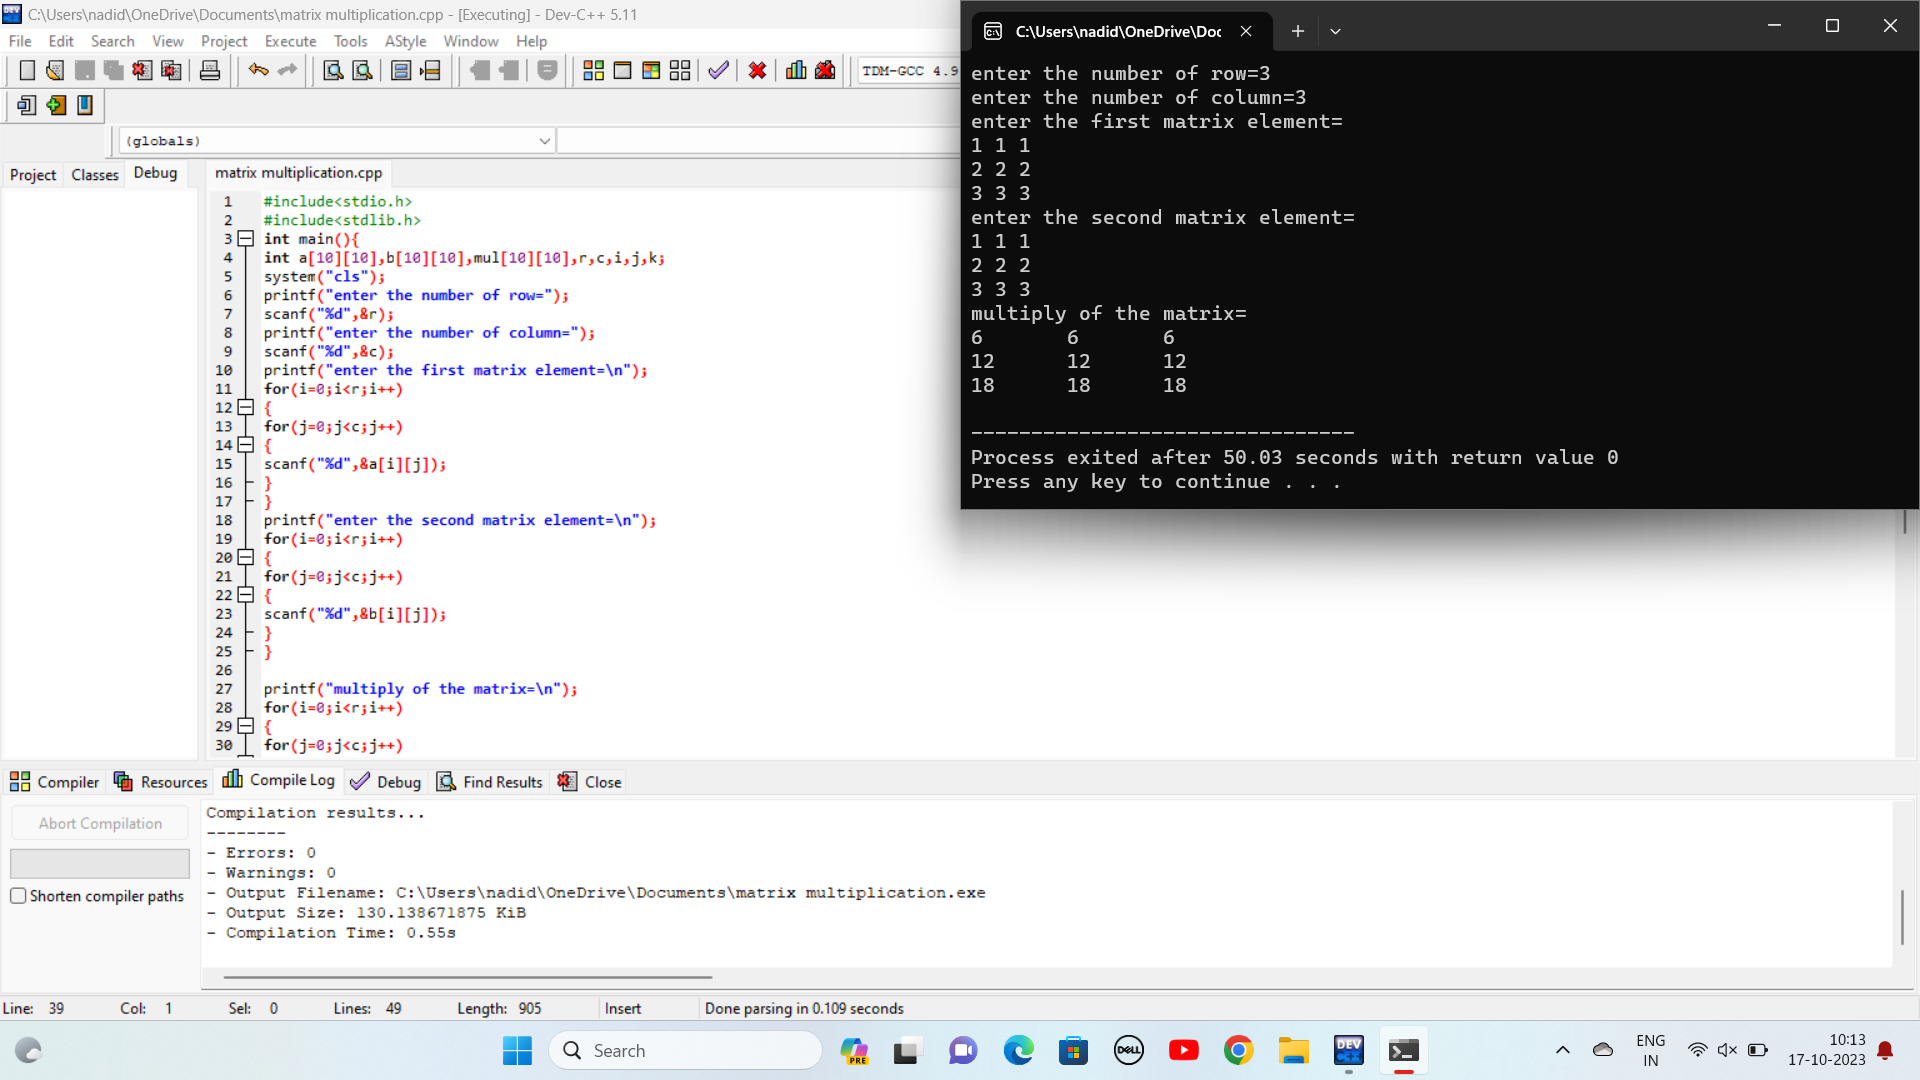 C:\Users\nadid\OneDrive\Documents\matrix multiplication.cpp - [Executing] - Dev-C++ 5.11
File Edit Search View Project Execute Tools AStyle Window Help
TDM-GCC 4.9
(globals)
Project Classes Debug
matrix multiplication.cpp
1 #include<stdio.h>
2 #include<stdlib.h>
3 int main(){
4 int a[10][10],b[10][10],mul[10][10],r,c,i,j,k;
5 system("cls");
6 printf("enter the number of row=");
7 scanf("%d",&r);
8 printf("enter the number of column=");
9 scanf("%d",&c);
10 printf("enter the first matrix element=\n");
11 for(i=0;i<r;i++)
12 {
13 for(j=0;j<c;j++)
14 {
15 scanf("%d",&a[i][j]);
16 }
17 }
18 printf("enter the second matrix element=\n");
19 for(i=0;i<r;i++)
20 {
21 for(j=0;j<c;j++)
22 {
23 scanf("%d",&b[i][j]);
24 }
25 }
26
27 printf("multiply of the matrix=\n");
28 for(i=0;i<r;i++)
29 {
30 for(j=0;j<c;j++)
C:\Users\nadid\OneDrive\Doc
enter the number of row=3
enter the number of column=3
enter the first matrix element=
1 1 1
2 2 2
3 3 3
enter the second matrix element=
1 1 1
2 2 2
3 3 3
multiply of the matrix=
6 6 6
12 12 12
18 18 18
--------------------------------
Process exited after 50.03 seconds with return value 0
Press any key to continue . . .
Compiler Resources Compile Log Debug Find Results Close
Abort Compilation
Shorten compiler paths
Compilation results...
--------
- Errors: 0
- Warnings: 0
- Output Filename: C:\Users\nadid\OneDrive\Documents\matrix multiplication.exe
- Output Size: 130.138671875 KiB
- Compilation Time: 0.55s
Line: 39 Col: 1 Sel: 0 Lines: 49 Length: 905 Insert Done parsing in 0.109 seconds
Search
PRE
DELL
DEV C++
ENG
IN
10:13
17-10-2023